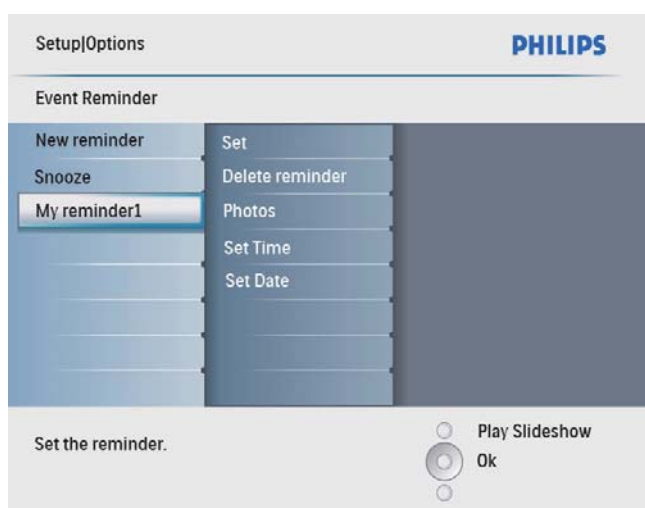 Setup|Options
PHILIPS
Event Reminder
New reminder
Snooze
My reminder1
Set
Delete reminder
Photos
Set Time
Set Date
Set the reminder.
Play Slideshow
Ok